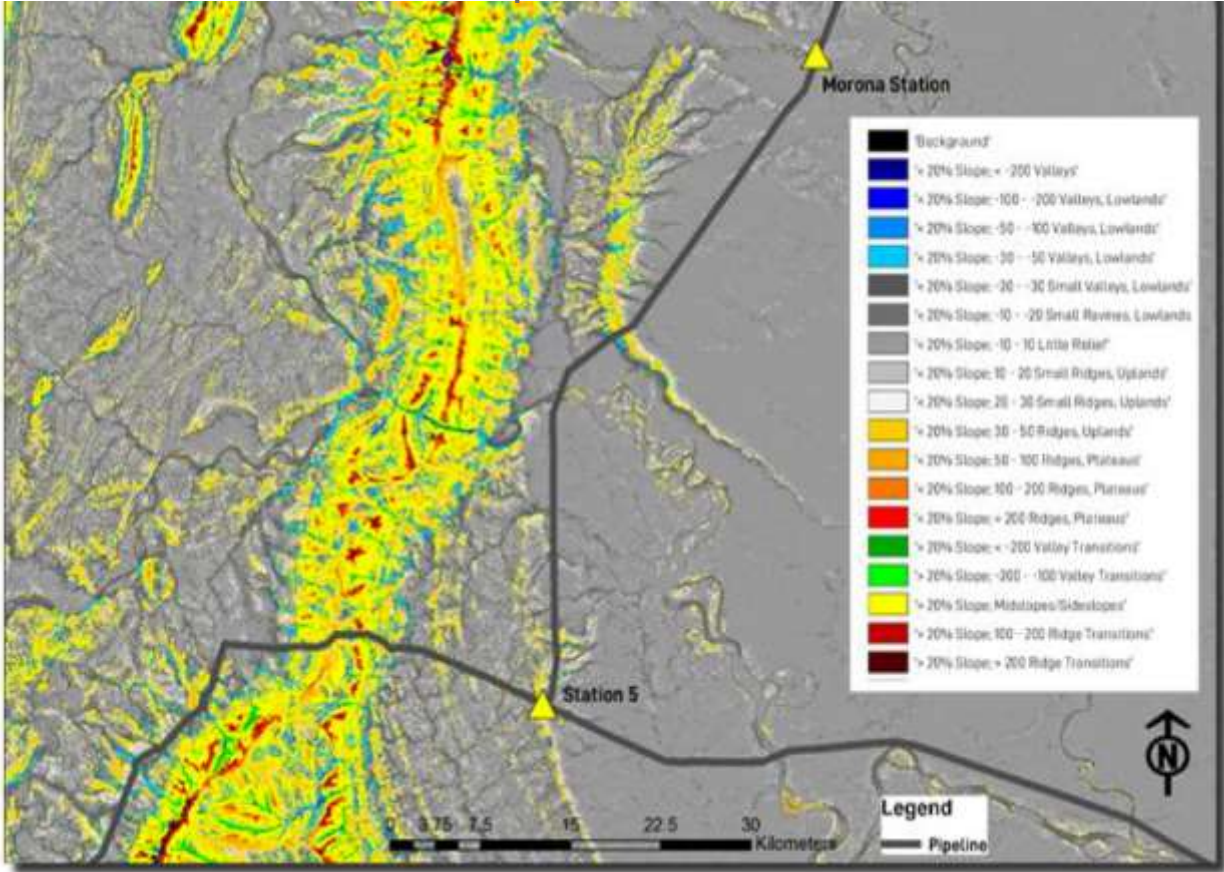 Morona Station
'Background'
'< 20% Slope; < -200 Valleys'
'< 20% Slope; -100 - -200 Valleys, Lowlands'
'< 20% Slope; -50 - -100 Valleys, Lowlands'
'< 20% Slope; -30 - -50 Valleys, Lowlands'
'< 20% Slope; -20 - -30 Small Valleys, Lowlands'
'< 20% Slope; -10 - -20 Small Ravines, Lowlands
'< 20% Slope; -10 - 10 Little Relief'
'< 20% Slope; 10 - 20 Small Ridges, Uplands'
'< 20% Slope; 20 - 30 Small Ridges, Uplands'
'< 20% Slope; 30 - 50 Ridges, Uplands'
'< 20% Slope; 50 - 100 Ridges, Plateaus'
'< 20% Slope; 100 - 200 Ridges, Plateaus'
'< 20% Slope; > 200 Ridges, Plateaus'
'> 20% Slope; < -200 Valley Transitions'
'> 20% Slope; -200 - -100 Valley Transitions'
'> 20% Slope; Midslopes/Sideslopes'
'> 20% Slope; 100 - 200 Ridge Transitions'
'> 20% Slope; > 200 Ridge Transitions'
Station 5
N
Legend
Pipeline
0 3.75 7.5 15 22.5 30
Kilometers